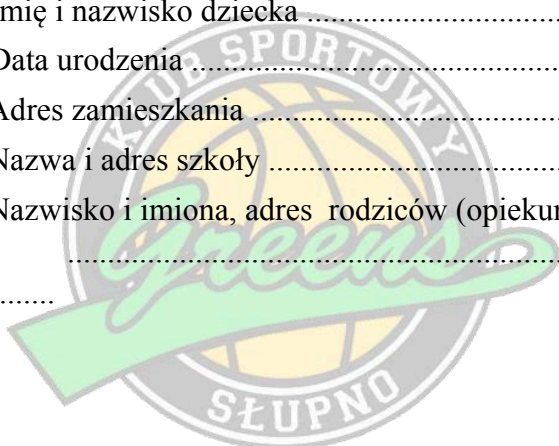 mię i nazwisko dziecka ................................
Data urodzenia ................................................
Adres zamieszkania ........................................
Nazwa i adres szkoły ......................................
Nazwisko i imiona, adres rodziców (opiekun
................................................................
.......
KLUB SPORTOWY
Greens
SŁUPNO